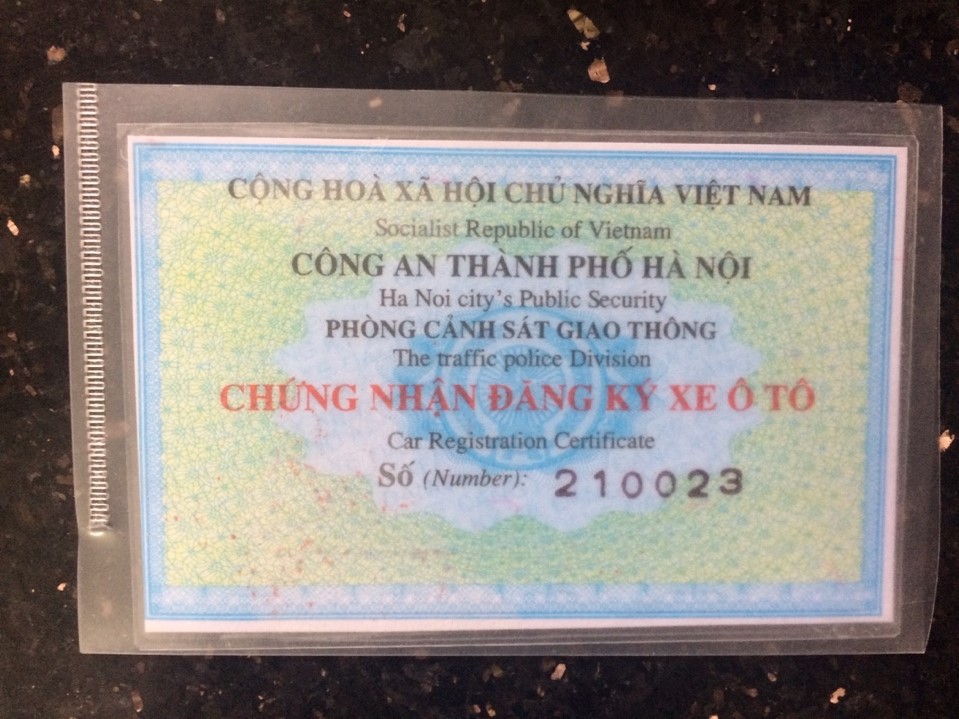 CỘNG HOÀ XÃ HỘI CHỦ NGHĨA VIỆT NAM
Socialist Republic of Vietnam
CÔNG AN THÀNH PHỐ HÀ NỘI
Ha Noi city's Public Security
PHÒNG CẢNH SÁT GIAO THÔNG
The traffic police Division
CHỨNG NHẬN ĐĂNG KÝ XE Ô TÔ
Car Registration Certificate
Số (Number): 210023